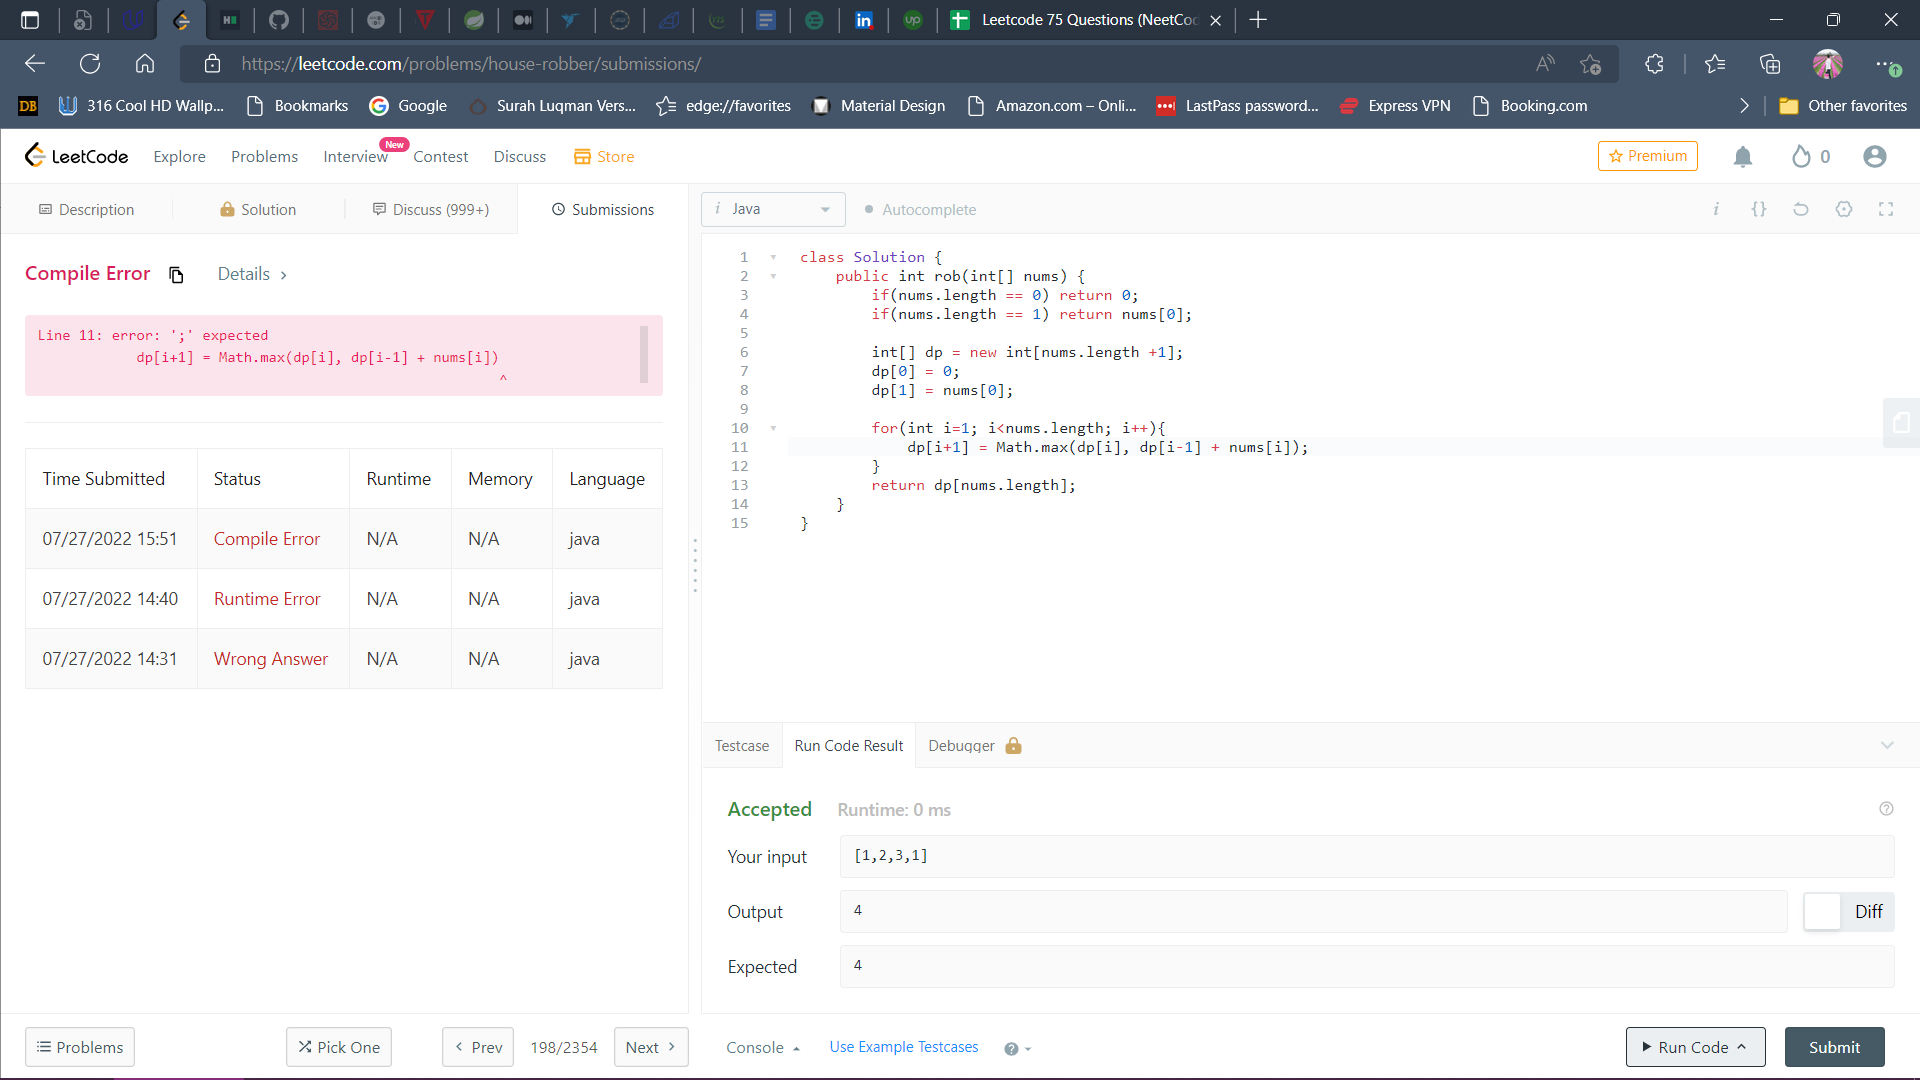 Leetcode 75 Questions (NeetCo
https://leetcode.com/problems/house-robber/submissions/
316 Cool HD Wallp...
Bookmarks
Google
Surah Luqman Vers...
edge://favorites
Material Design
Amazon.com – Onli...
LastPass password...
Express VPN
Booking.com
Other favorites
LeetCode
Explore
Problems
Interview
New
Contest
Discuss
Store
Premium
0
Description
Solution
Discuss (999+)
Submissions
i Java
Autocomplete
Compile Error
Details >
Line 11: error: ';' expected
dp[i+1] = Math.max(dp[i], dp[i-1] + nums[i])
^
Time Submitted Status Runtime Memory Language
07/27/2022 15:51 Compile Error N/A N/A java
07/27/2022 14:40 Runtime Error N/A N/A java
07/27/2022 14:31 Wrong Answer N/A N/A java
1 class Solution {
2 public int rob(int[] nums) {
3 if(nums.length == 0) return 0;
4 if(nums.length == 1) return nums[0];
5
6 int[] dp = new int[nums.length +1];
7 dp[0] = 0;
8 dp[1] = nums[0];
9
10 for(int i=1; i<nums.length; i++){
11 dp[i+1] = Math.max(dp[i], dp[i-1] + nums[i]);
12 }
13 return dp[nums.length];
14 }
15 }
Testcase
Run Code Result
Debugger
Accepted Runtime: 0 ms
Your input [1,2,3,1]
Output 4
Diff
Expected 4
Problems
Pick One
< Prev
198/2354
Next >
Console
Use Example Testcases
Run Code
Submit